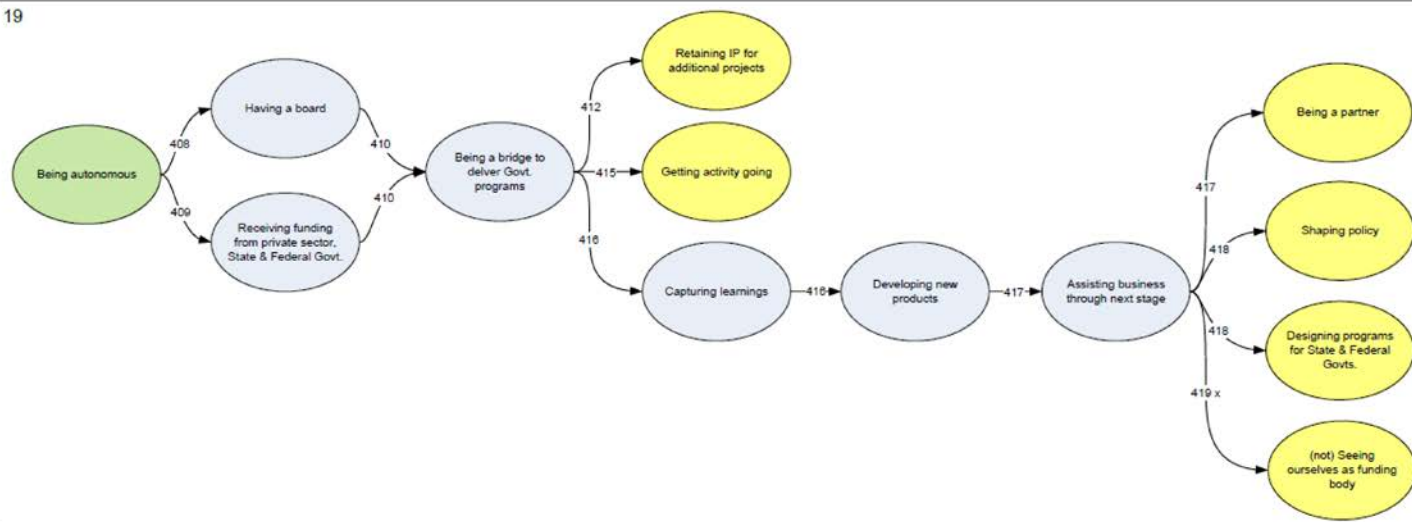 19
Being autonomous
408
409
Having a board
Receiving funding
from private sector,
State & Federal Govt.
410
410
Being a bridge to
delver Govt.
programs
412
415
416
Retaining IP for
additional projects
Getting activity going
Capturing learnings
416
Developing new
products
417
Assisting business
through next stage
417
418
418
419 x
Being a partner
Shaping policy
Designing programs
for State & Federal
Govts.
(not) Seeing
ourselves as funding
body